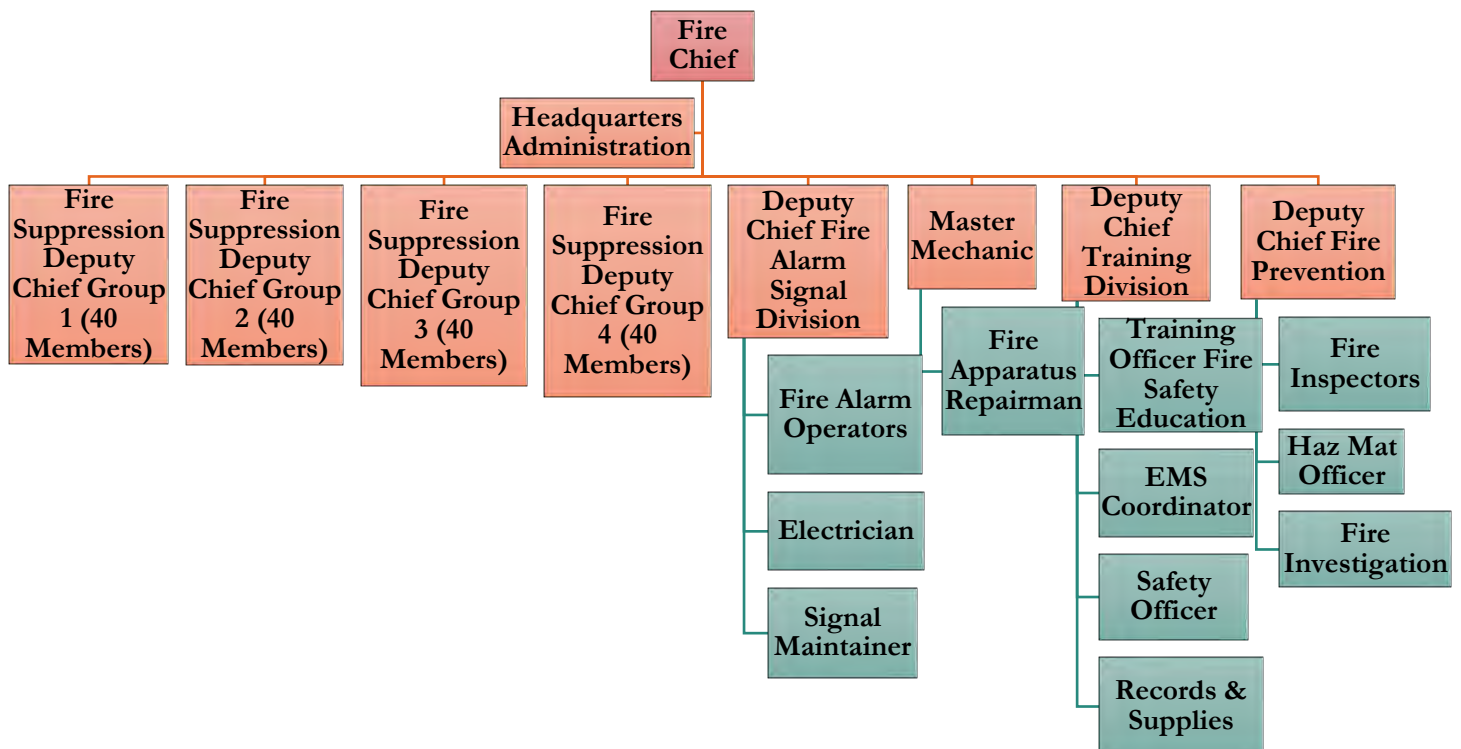 Fire
Chief
Headquarters
Administration
Fire
Suppression
Deputy
Chief Group
1 (40
Members)
Fire
Suppression
Deputy
Chief Group
2 (40
Members)
Fire
Suppression
Deputy
Chief Group
3 (40
Members)
Fire
Suppression
Deputy
Chief Group
4 (40
Members)
Deputy
Chief Fire
Alarm
Signal
Division
Master
Mechanic
Deputy
Chief
Training
Division
Deputy
Chief Fire
Prevention
Fire Alarm
Operators
Electrician
Signal
Maintainer
Fire
Apparatus
Repairman
Training
Officer Fire
Safety
Education
EMS
Coordinator
Safety
Officer
Records &
Supplies
Fire
Inspectors
Haz Mat
Officer
Fire
Investigation